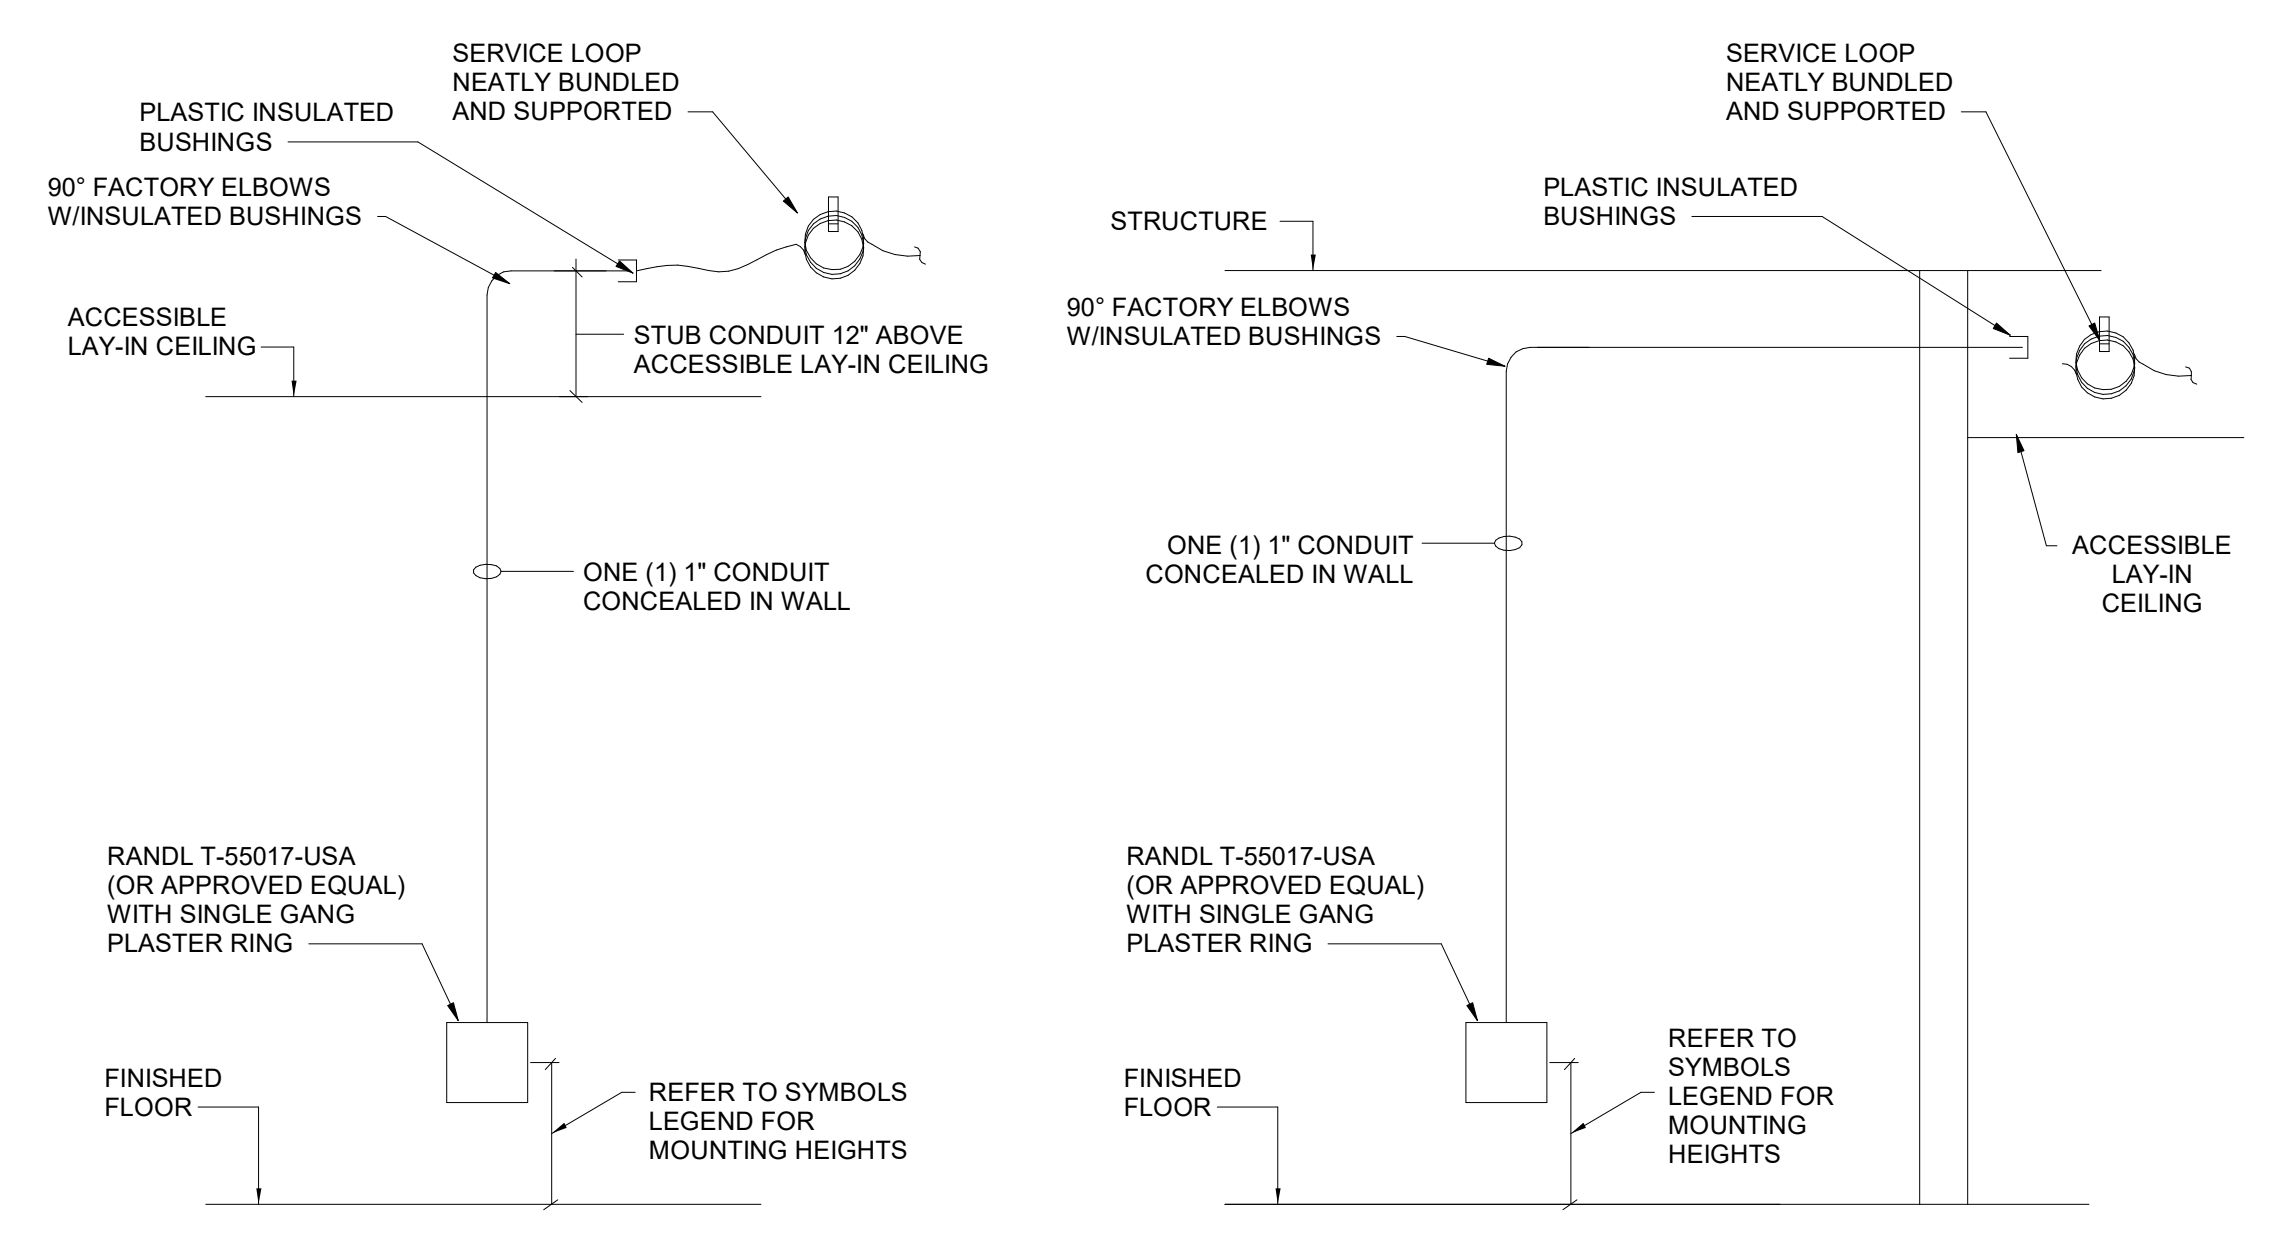 SERVICE LOOP
NEATLY BUNDLED
AND SUPPORTED
PLASTIC INSULATED
BUSHINGS
90° FACTORY ELBOWS
W/INSULATED BUSHINGS
ACCESSIBLE
LAY-IN CEILING
STUB CONDUIT 12" ABOVE
ACCESSIBLE LAY-IN CEILING
ONE (1) 1" CONDUIT
CONCEALED IN WALL
RANDL T-55017-USA
(OR APPROVED EQUAL)
WITH SINGLE GANG
PLASTER RING
FINISHED
FLOOR
REFER TO SYMBOLS
LEGEND FOR
MOUNTING HEIGHTS
SERVICE LOOP
NEATLY BUNDLED
AND SUPPORTED
PLASTIC INSULATED
BUSHINGS
STRUCTURE
90° FACTORY ELBOWS
W/INSULATED BUSHINGS
ONE (1) 1" CONDUIT
CONCEALED IN WALL
ACCESSIBLE
LAY-IN
CEILING
RANDL T-55017-USA
(OR APPROVED EQUAL)
WITH SINGLE GANG
PLASTER RING
FINISHED
FLOOR
REFER TO
SYMBOLS
LEGEND FOR
MOUNTING
HEIGHTS